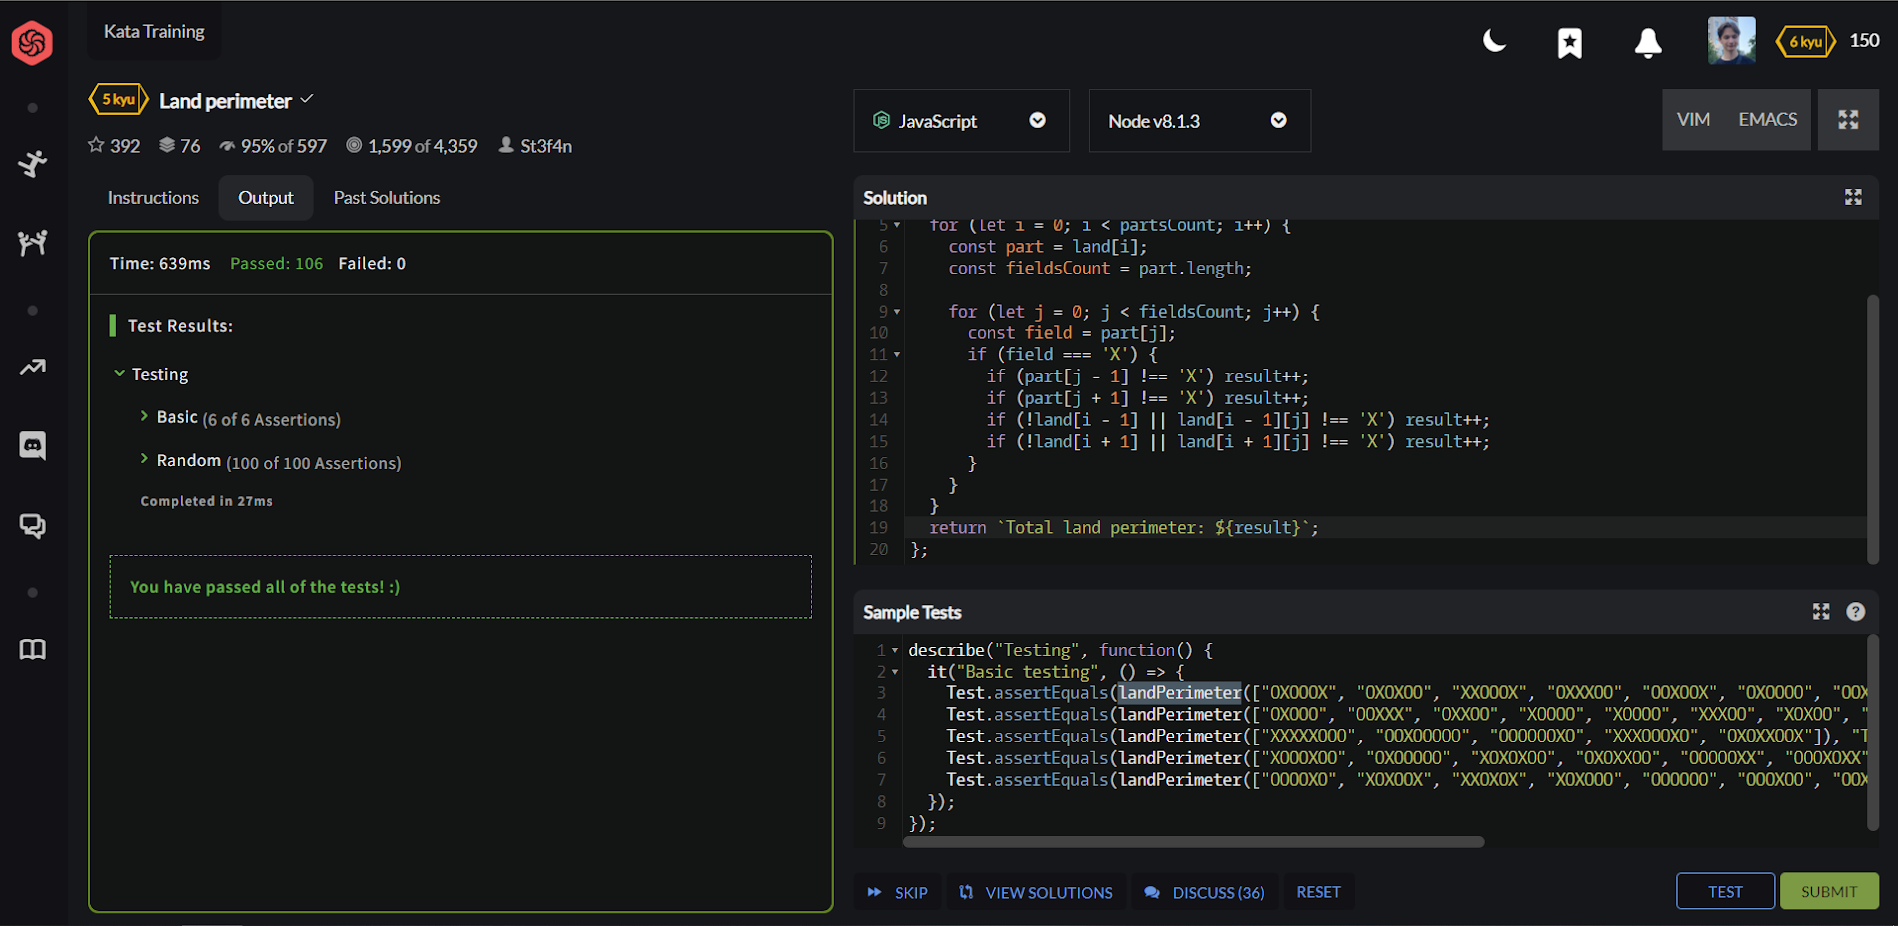 Kata Training
6 kyu 150
5 kyu Land perimeter
392 76 95% of 597 1,599 of 4,359 St3f4n
JavaScript
Node v8.1.3
VIM EMACS
Instructions Output Past Solutions
Time: 639ms Passed: 106 Failed: 0
Test Results:
Testing
Basic (6 of 6 Assertions)
Random (100 of 100 Assertions)
Completed in 27ms
You have passed all of the tests! :)
Solution
5 for (let i = 0; i < partsCount; i++) {
6 const part = land[i];
7 const fieldsCount = part.length;
8
9 for (let j = 0; j < fieldsCount; j++) {
10 const field = part[j];
11 if (field === 'X') {
12 if (part[j - 1] !== 'X') result++;
13 if (part[j + 1] !== 'X') result++;
14 if (!land[i - 1] || land[i - 1][j] !== 'X') result++;
15 if (!land[i + 1] || land[i + 1][j] !== 'X') result++;
16 }
17 }
18 }
19 return `Total land perimeter: ${result}`;
20 };
Sample Tests
1 describe("Testing", function() {
2 it("Basic testing", () => {
3 Test.assertEquals(landPerimeter(["OXOOOX", "OXOXOO", "XXOOOX", "OXXXOO", "OOXOOX", "OXOOOO", "OOX
4 Test.assertEquals(landPerimeter(["OXOOO", "OOXXX", "OXXOO", "XOOOO", "XOOOO", "XXXOO", "XOXOO", "
5 Test.assertEquals(landPerimeter(["XXXXXOOO", "OOXOOOOO", "OOOOOOXO", "XXXOOOXO", "OXOXXOOX"]), "T
6 Test.assertEquals(landPerimeter(["XOOOXOO", "OXOOOOO", "XOXOXOO", "OXOXXOO", "OOOOOXX", "OOOXOXX"
7 Test.assertEquals(landPerimeter(["OOOOXO", "XOXOOX", "XXOXOX", "XOXOOO", "OOOOOO", "OOOXOO", "OOX
8 });
9 });
SKIP VIEW SOLUTIONS DISCUSS (36) RESET TEST SUBMIT